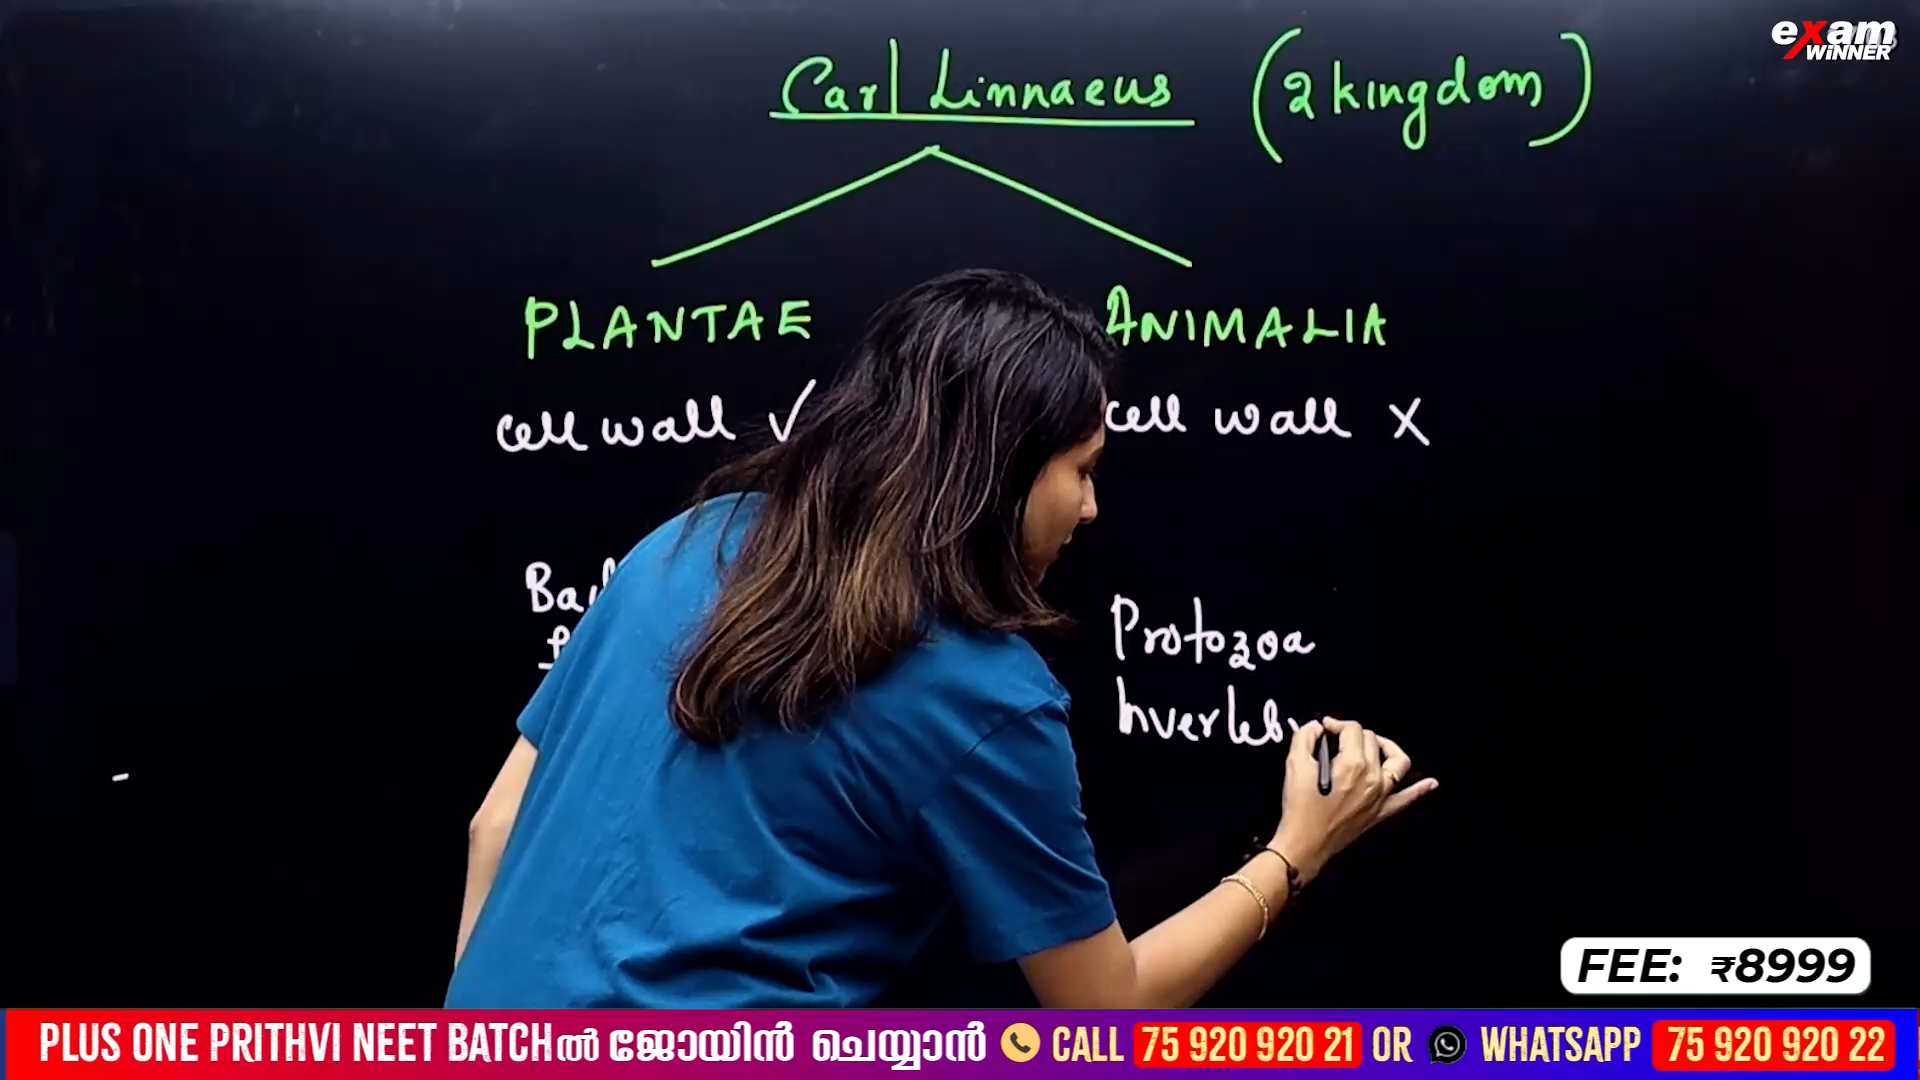 exam
WiNNER
Carl Linnaeus (2 kingdom)
PLANTAE ANIMALIA
Cell wall ✓ cell wall X
Protozoa
FEE: ₹8999
PLUS ONE PRITHVI NEET BATCHൽ ജോയിൻ ചെയ്യാൻ CALL 75 920 920 21 OR WHATSAPP 75 920 920 22